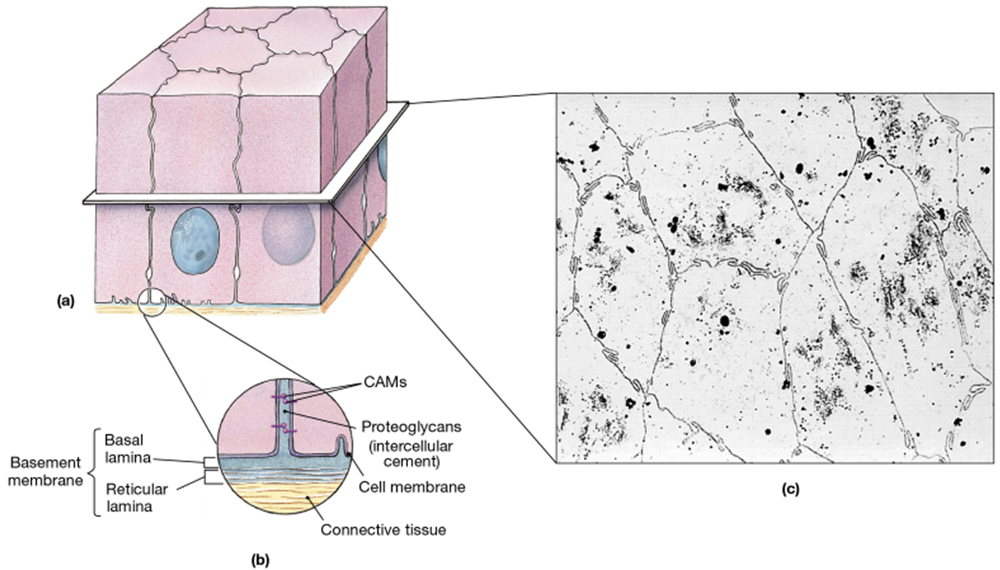 (a)
CAMs
Proteoglycans
(intercellular
cement)
Cell membrane
Connective tissue
Basement
membrane
Basal
lamina
Reticular
lamina
(b)
(c)